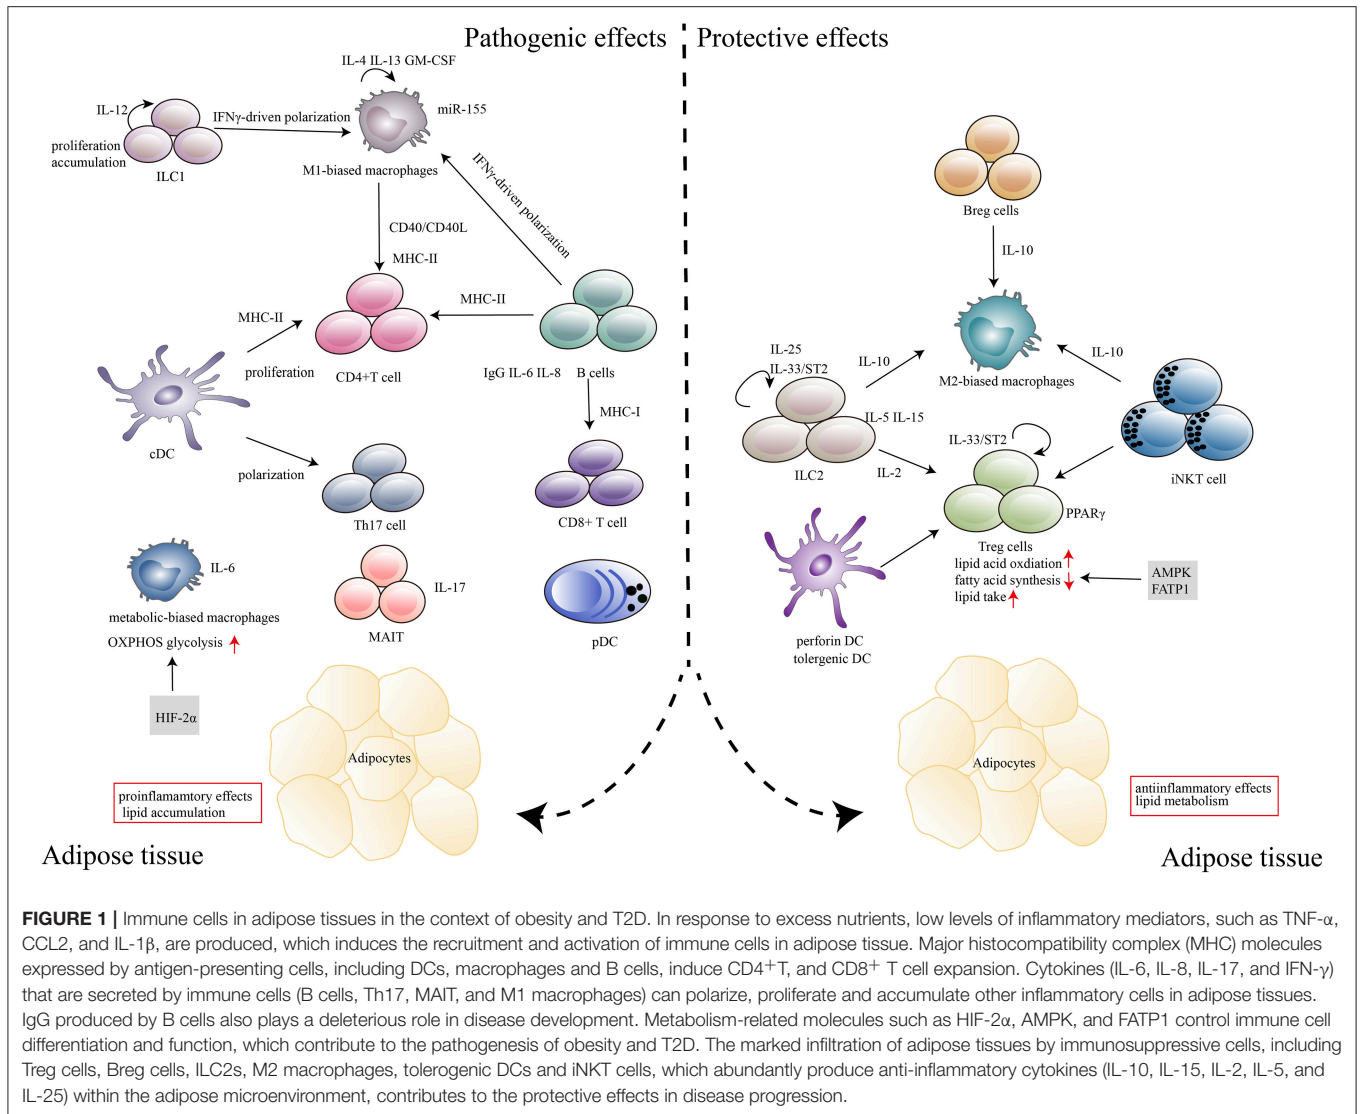 Pathogenic effects
Protective effects
IL-4 IL-13 GM-CSF
miR-155
IL-12
IFNγ-driven polarization
proliferation
accumulation
ILC1
M1-biased macrophages
IFNγ-driven polarization
CD40/CD40L
MHC-II
MHC-II
MHC-II
proliferation
CD4+T cell
IgG IL-6 IL-8
B cells
MHC-I
cDC
polarization
Th17 cell
CD8+ T cell
IL-6
metabolic-biased macrophages
OXPHOS glycolysis
HIF-2α
IL-17
MAIT
pDC
Adipocytes
proinflamamtory effects
lipid accumulation
Adipose tissue
Breg cells
IL-10
M2-biased macrophages
IL-25
IL-33/ST2
IL-10
IL-10
IL-5 IL-15
ILC2
IL-2
IL-33/ST2
iNKT cell
PPARγ
Treg cells
lipid acid oxdiation
fatty acid synthesis
lipid take
AMPK
FATP1
perforin DC
tolergenic DC
Adipocytes
antiinflammatory effects
lipid metabolism
Adipose tissue
FIGURE 1 | Immune cells in adipose tissues in the context of obesity and T2D. In response to excess nutrients, low levels of inflammatory mediators, such as TNF-α,
CCL2, and IL-1β, are produced, which induces the recruitment and activation of immune cells in adipose tissue. Major histocompatibility complex (MHC) molecules
expressed by antigen-presenting cells, including DCs, macrophages and B cells, induce CD4+T, and CD8+ T cell expansion. Cytokines (IL-6, IL-8, IL-17, and IFN-γ)
that are secreted by immune cells (B cells, Th17, MAIT, and M1 macrophages) can polarize, proliferate and accumulate other inflammatory cells in adipose tissues.
IgG produced by B cells also plays a deleterious role in disease development. Metabolism-related molecules such as HIF-2α, AMPK, and FATP1 control immune cell
differentiation and function, which contribute to the pathogenesis of obesity and T2D. The marked infiltration of adipose tissues by immunosuppressive cells, including
Treg cells, Breg cells, ILC2s, M2 macrophages, tolerogenic DCs and iNKT cells, which abundantly produce anti-inflammatory cytokines (IL-10, IL-15, IL-2, IL-5, and
IL-25) within the adipose microenvironment, contributes to the protective effects in disease progression.